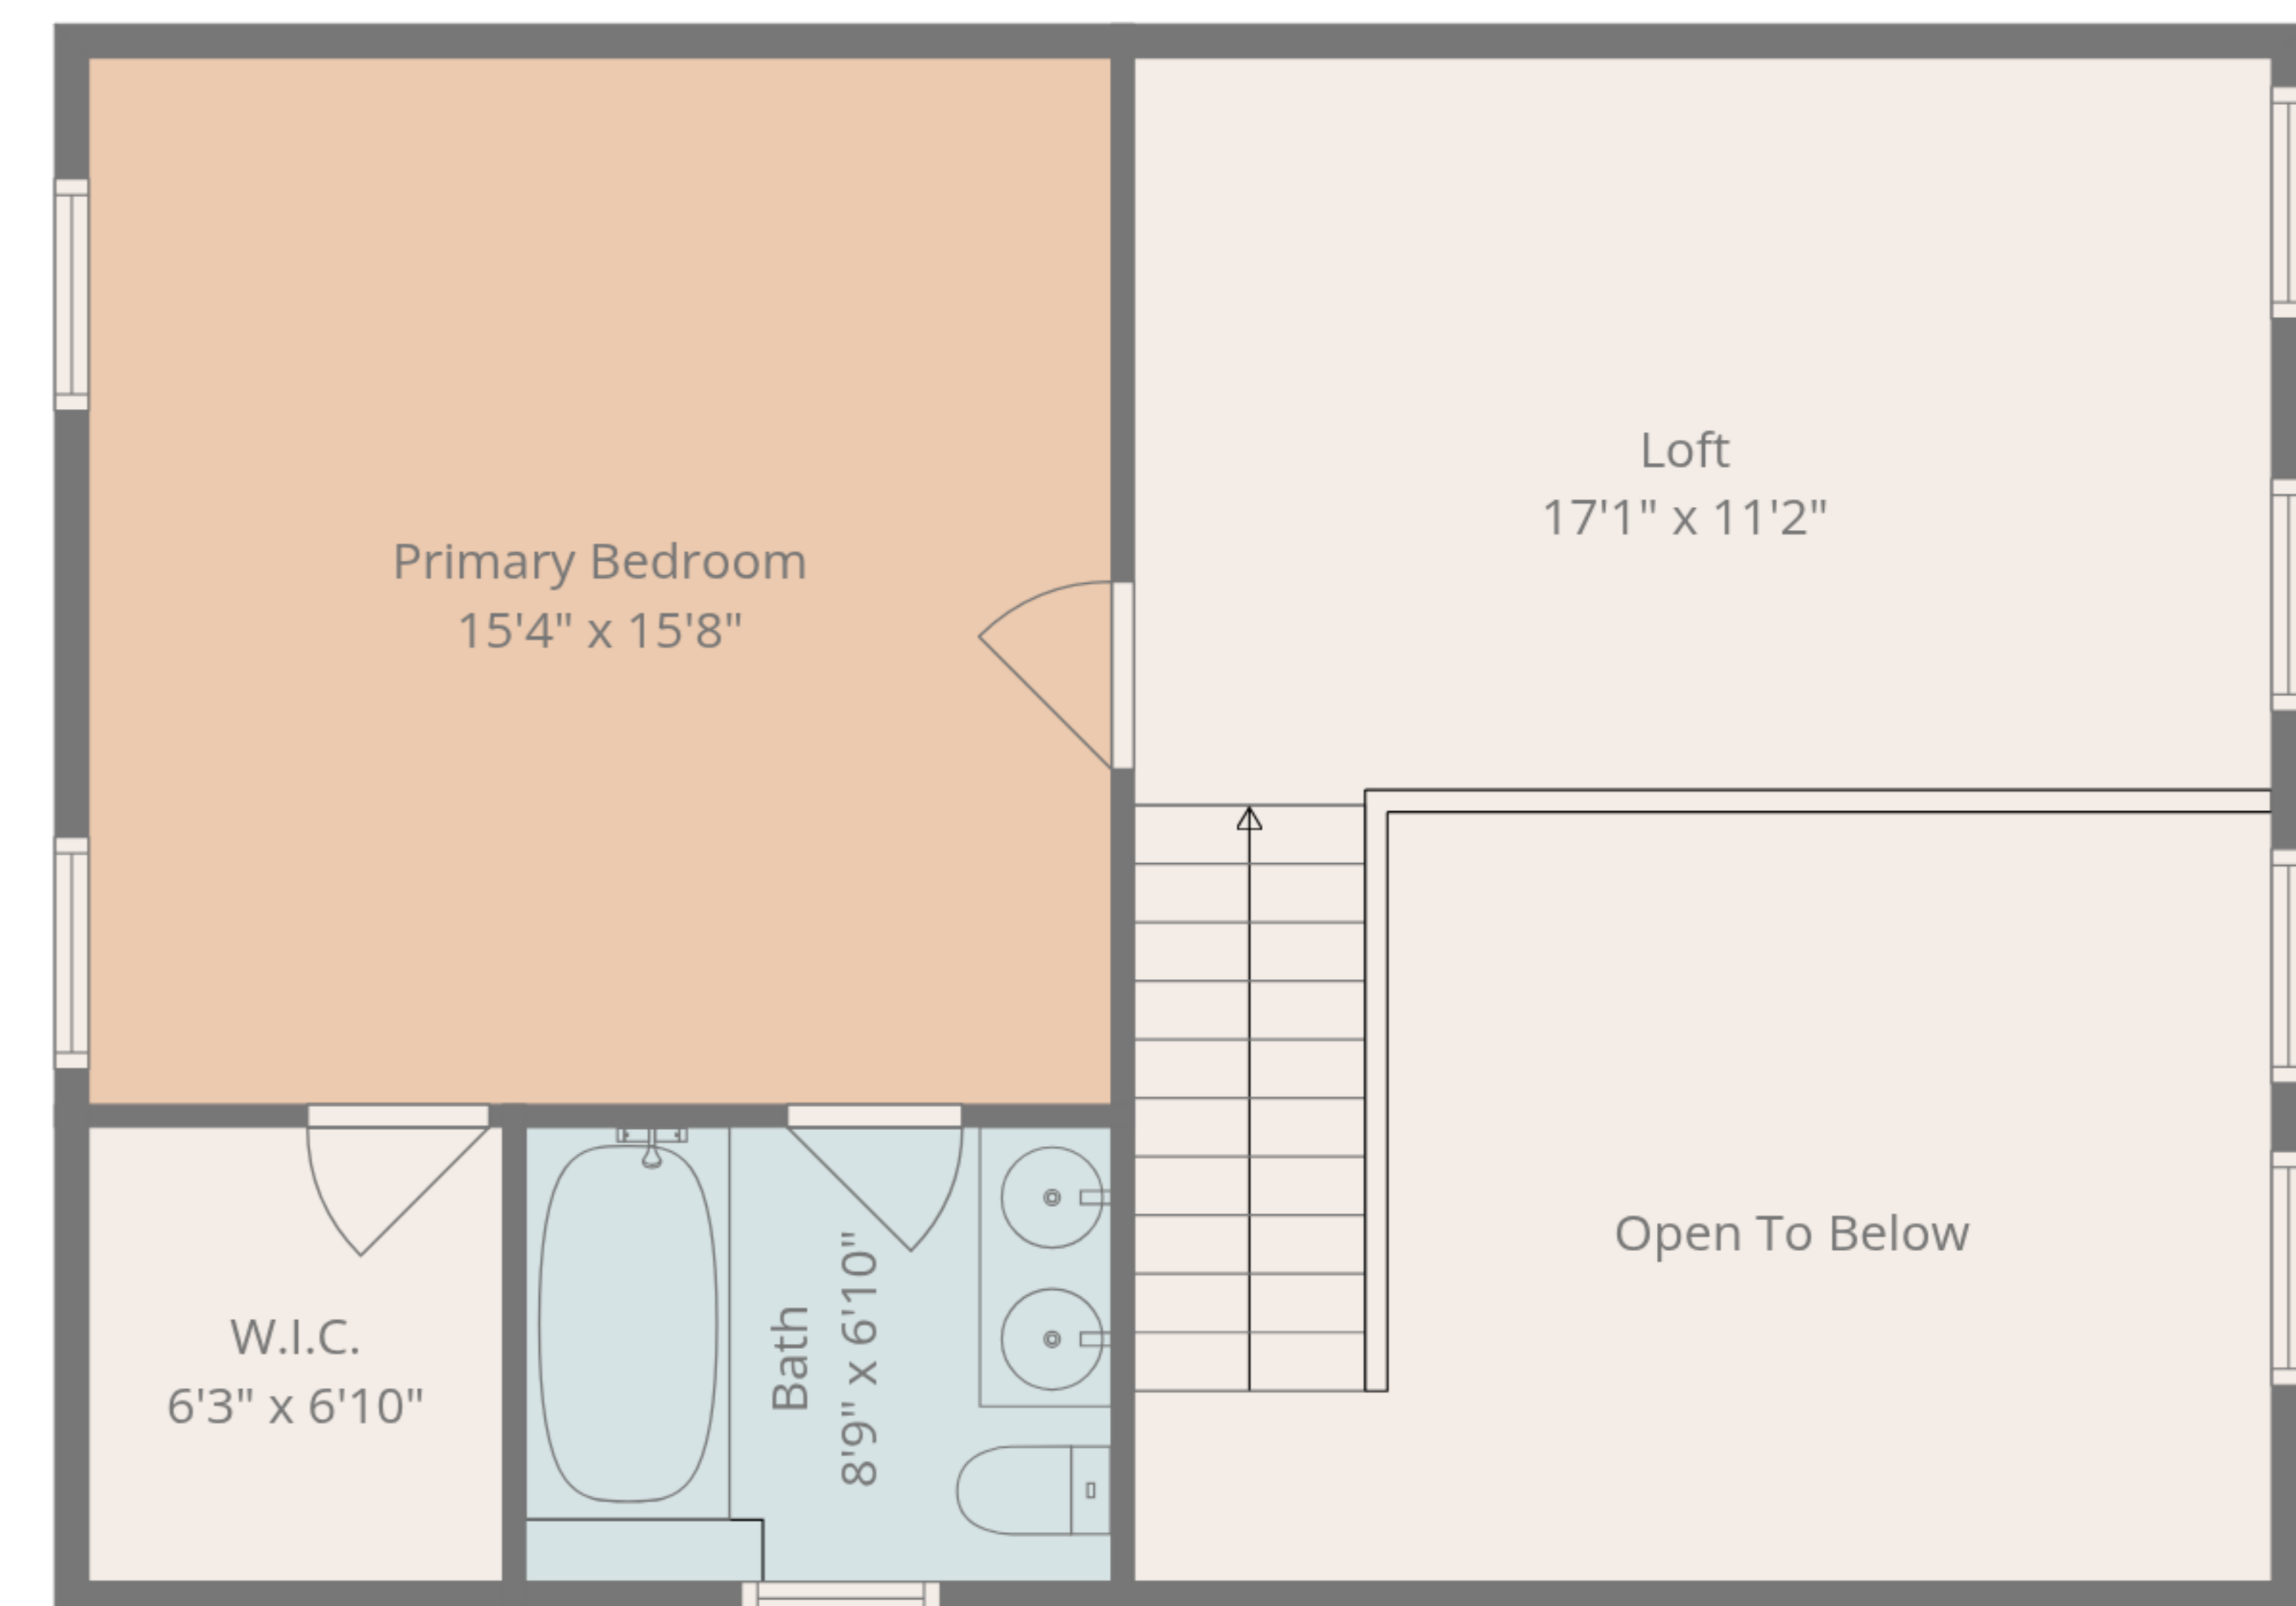 Loft
17'1" x 11'2"
Primary Bedroom
15'4" x 15'8"
Open To Below
W.I.C.
6'3" x 6'10"
Bath
8'9" x 6'10"